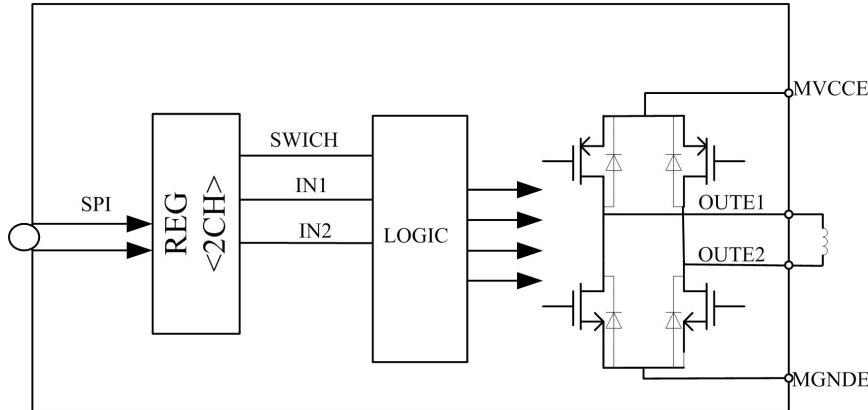 MVCCE
SWICH
SPI
IN1
REG
<2CH>
OUTE1
IN2
LOGIC
OUTE2
MGNDE